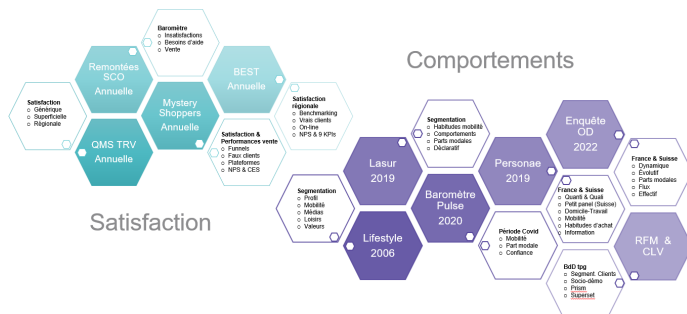 Baromètre
o Insatisfactions
o Besoins d'aide
o Vente
Remontées
SCO
Annuelle
BEST
Annuelle
Satisfaction
o Générique
o Superficielle
o Régionale
Mystery
Shoppers
Annuelle
Satisfaction
régionale
o Benchmarking
o Vrais clients
o On-line
o NPS & 9 KPIs
QMS TRV
Annuelle
Satisfaction &
Performances vente
o Funnels
o Faux clients
o Plateformes
o NPS & CES
Satisfaction
Comportements
Segmentation
o Habitudes mobilité
o Comportements
o Parts modales
o Déclaratif
Enquête
OD
2022
Lasur
2019
Personae
2019
France & Suisse
o Dynamique
o Évolutif
o Parts modales
o Flux
o Effectif
Segmentation
o Profil
o Mobilité
o Médias
o Loisirs
o Valeurs
Baromètre
Pulse
2020
France & Suisse
o Quanti & Quali
o Petit panel (Suisse)
o Domicile-Travail
o Mobilité
o Habitudes d'achat
o Information
Lifestyle
2006
Période Covid
o Mobilité
o Part modale
o Confiance
RFM & 
CLV
BdD tpg
o Segment. Clients
o Socio-démo
o Prism
o Superset